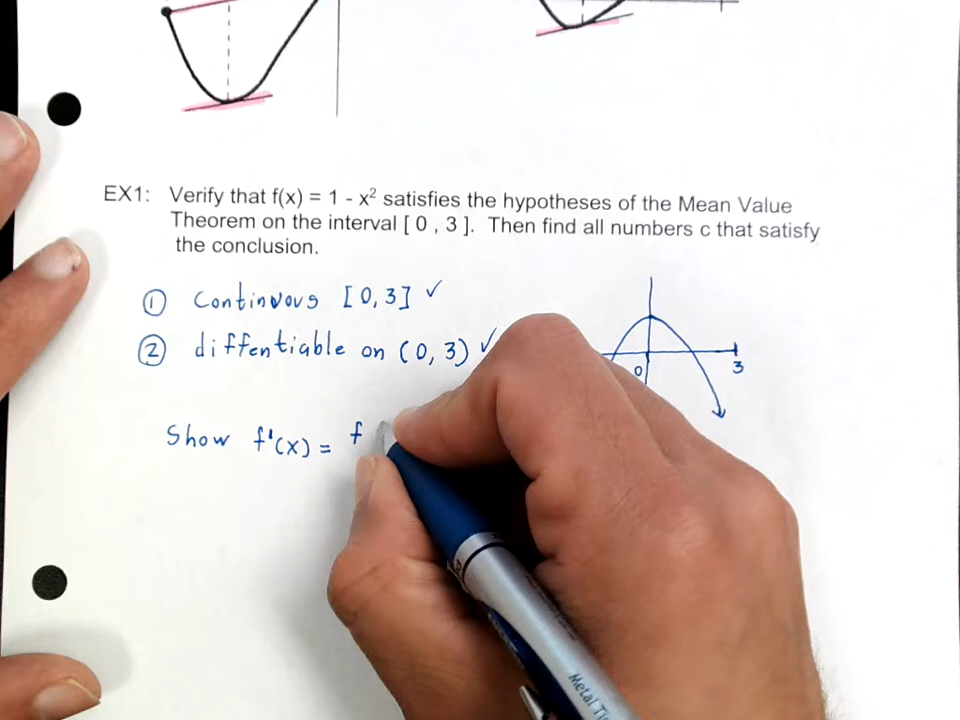 EX1: Verify that f(x) = 1 - x² satisfies the hypotheses of the Mean Value
Theorem on the interval [ 0 , 3 ]. Then find all numbers c that satisfy
the conclusion.
① Continuous [0,3] ✓
② diffentiable on (0,3) ✓
0
3
Show f'(x) = f
Metal Ti